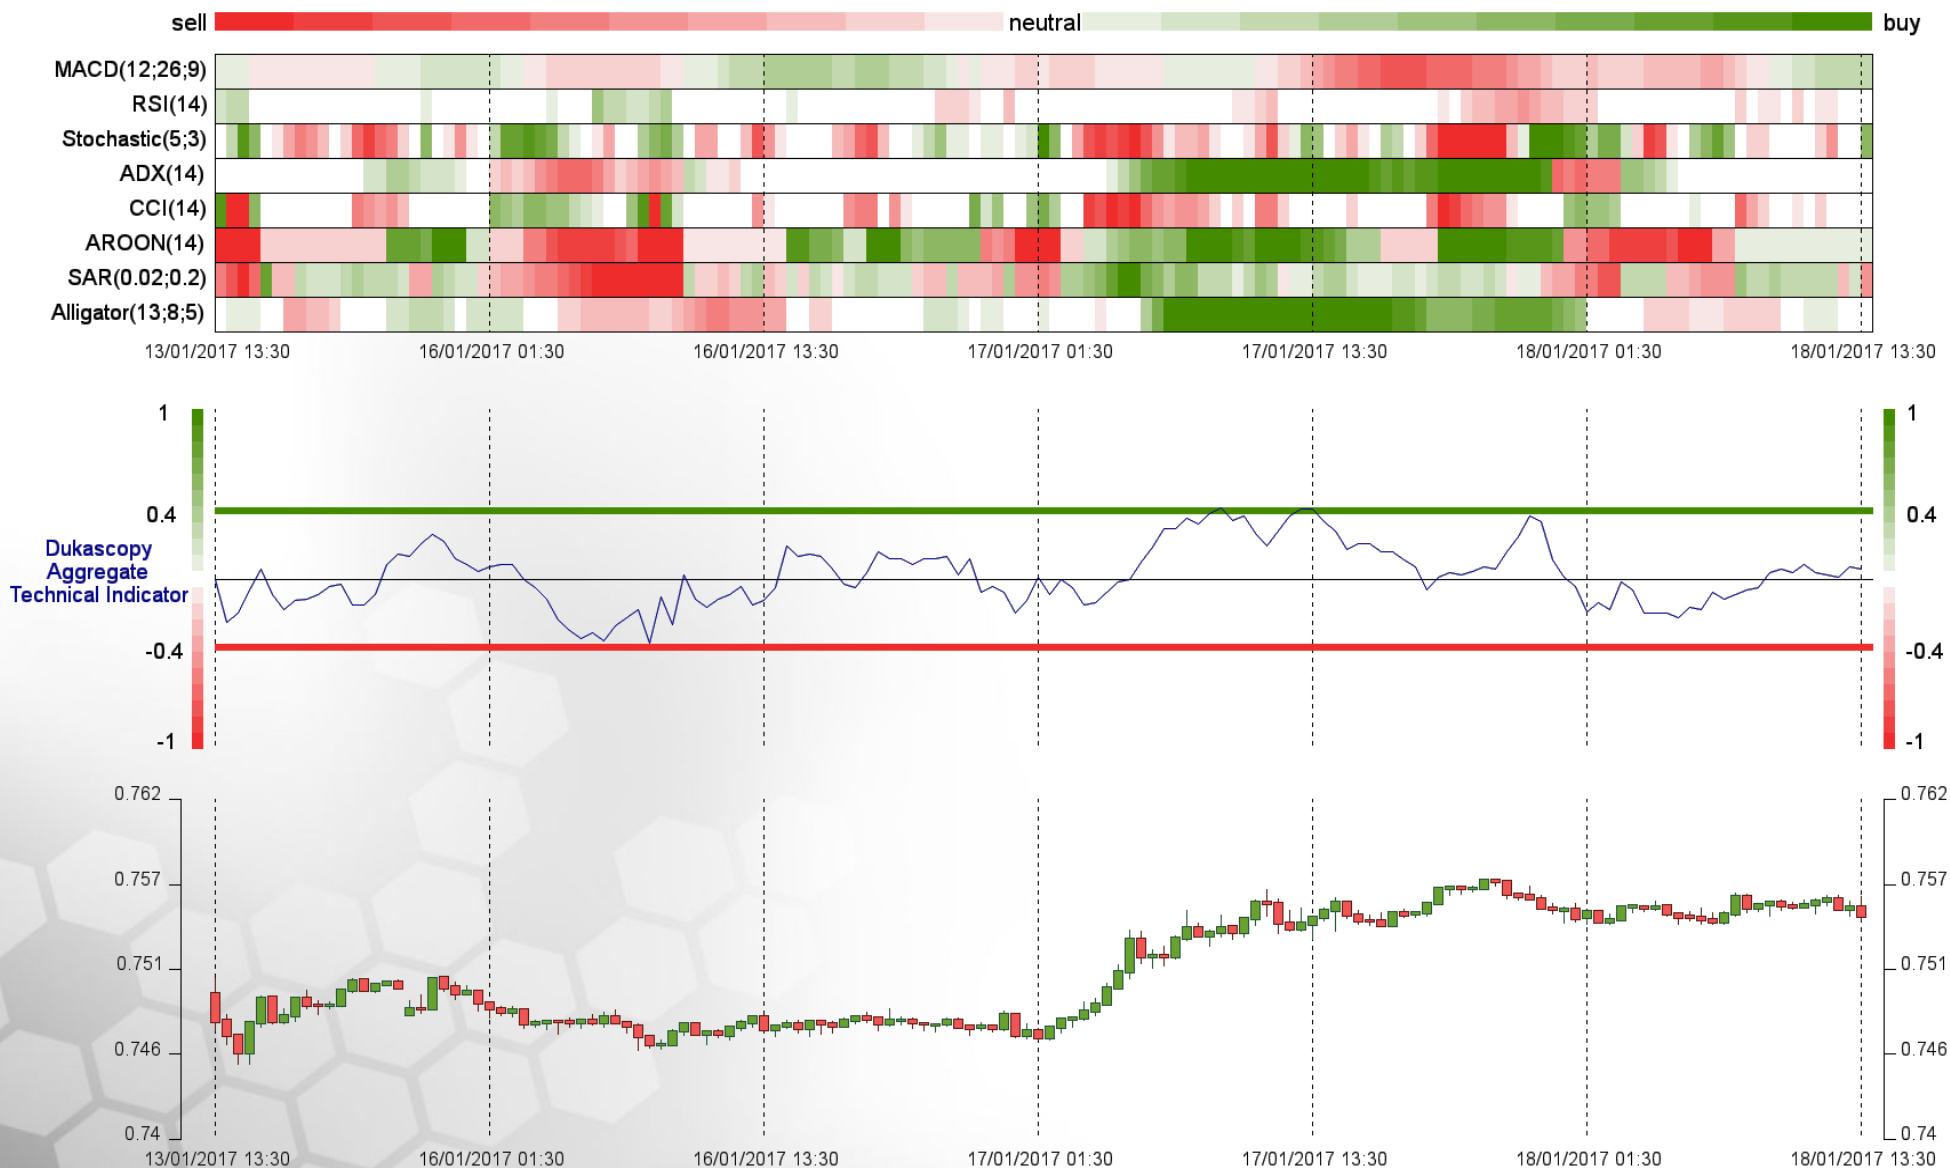 sell neutral buy
MACD(12;26;9)
RSI(14)
Stochastic(5;3)
ADX(14)
CCI(14)
AROON(14)
SAR(0.02;0.2)
Alligator(13;8;5)
13/01/2017 13:30 16/01/2017 01:30 16/01/2017 13:30 17/01/2017 01:30 17/01/2017 13:30 18/01/2017 01:30 18/01/2017 13:30
1 1
0.4 0.4
Dukascopy
Aggregate
Technical Indicator
-0.4 -0.4
-1 -1
0.762 0.762
0.757 0.757
0.751 0.751
0.746 0.746
0.74 0.74
13/01/2017 13:30 16/01/2017 01:30 16/01/2017 13:30 17/01/2017 01:30 17/01/2017 13:30 18/01/2017 01:30 18/01/2017 13:30